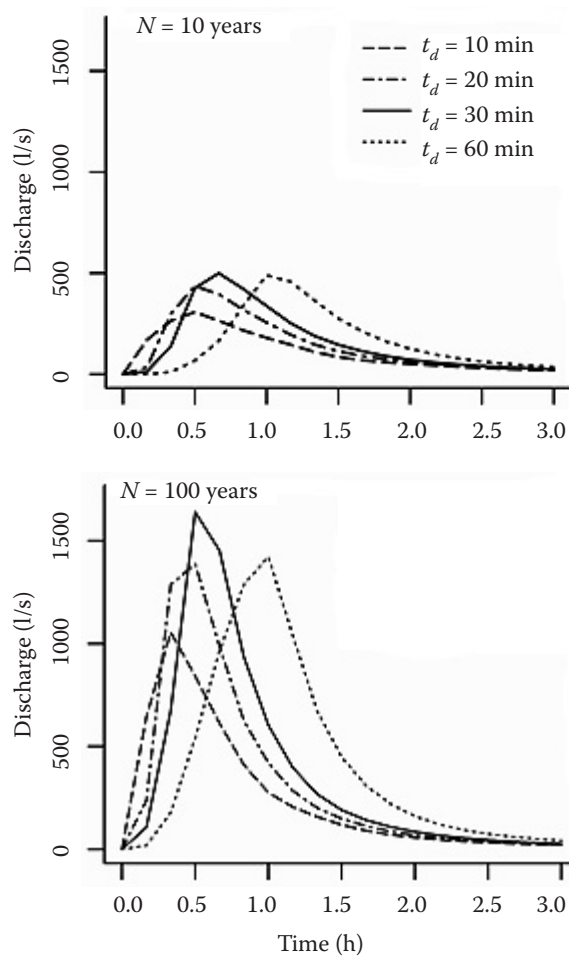 N = 10 years
t_d = 10 min
t_d = 20 min
t_d = 30 min
t_d = 60 min
Discharge (l/s)
1500
1000
500
0
0.0 0.5 1.0 1.5 2.0 2.5 3.0
N = 100 years
Discharge (l/s)
1500
1000
500
0
0.0 0.5 1.0 1.5 2.0 2.5 3.0
Time (h)